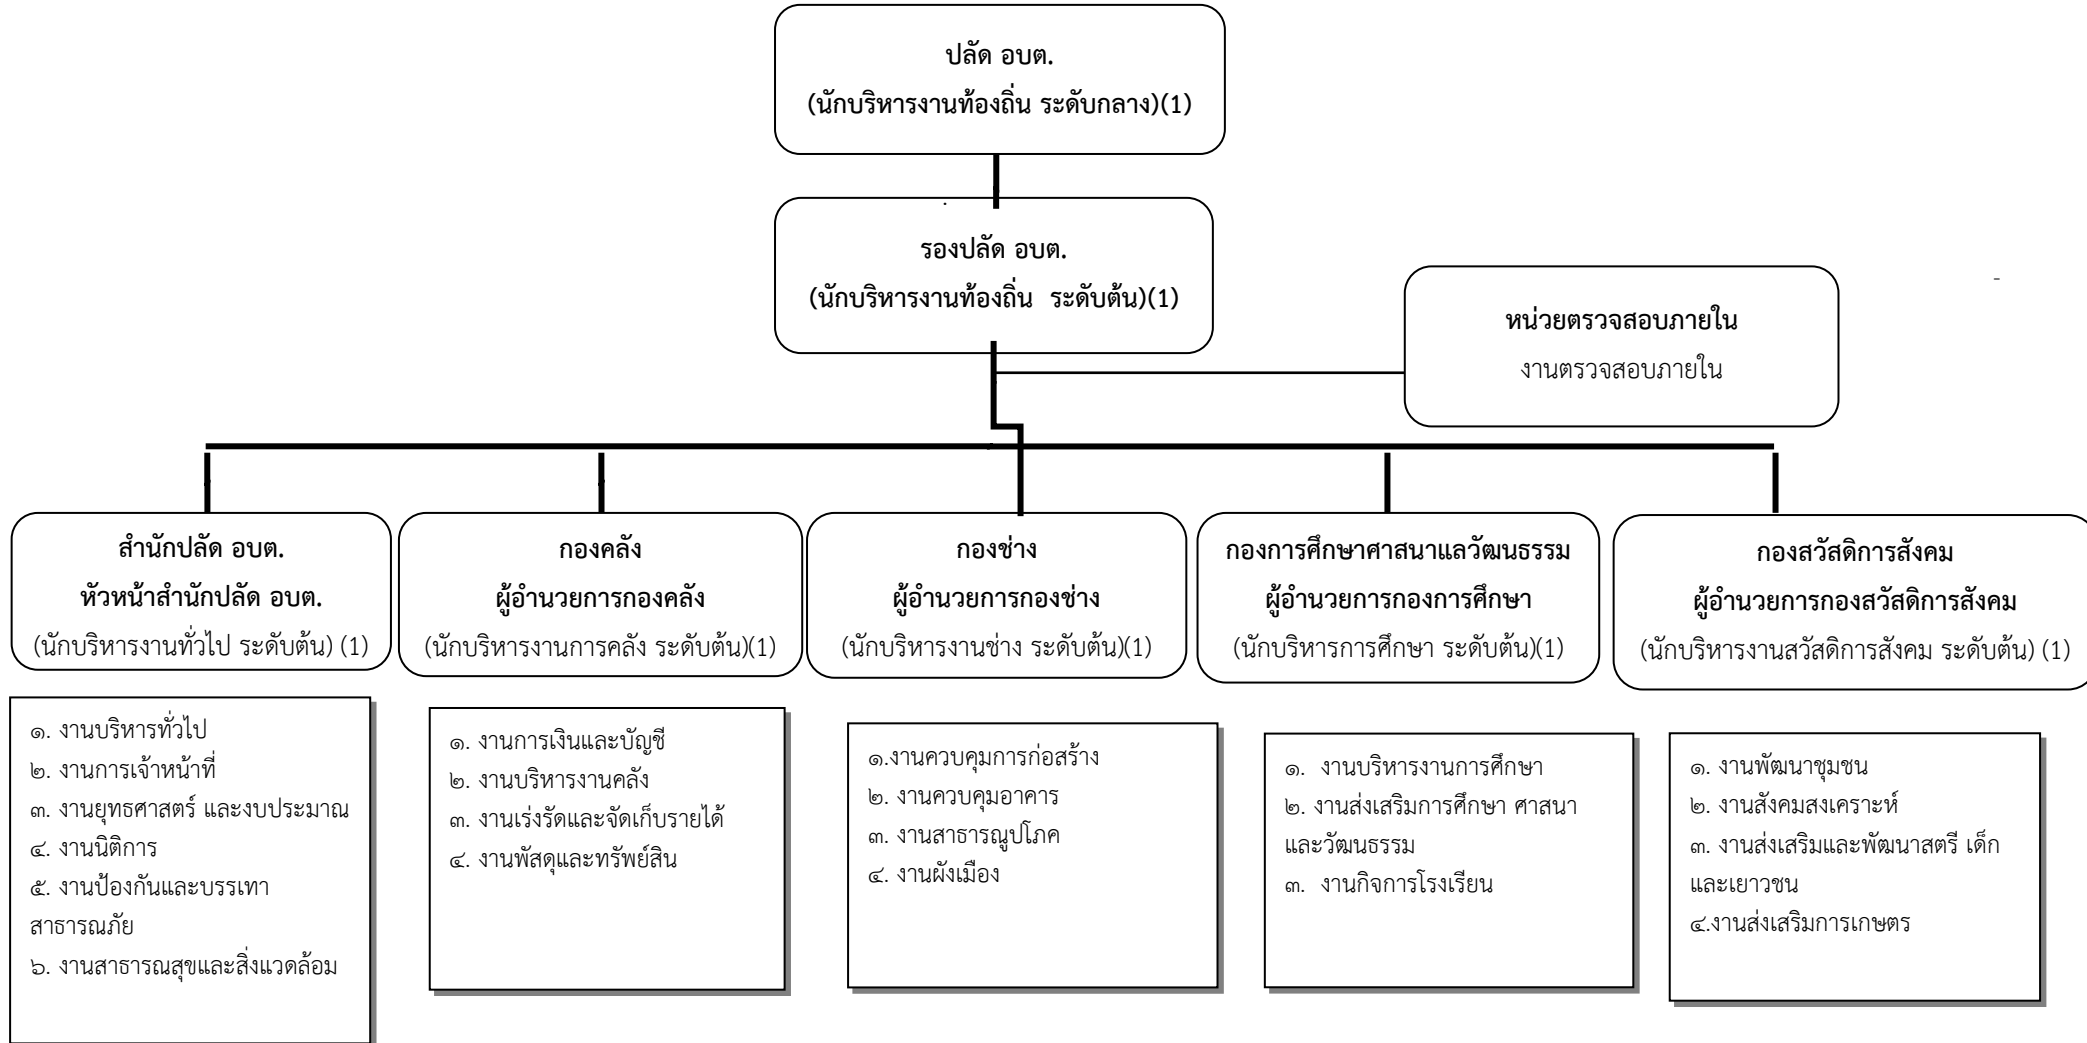 ปลัด อบต.
(นักบริหารงานท้องถิ่น ระดับกลาง)(1)
รองปลัด อบต.
(นักบริหารงานท้องถิ่น  ระดับต้น)(1)
หน่วยตรวจสอบภายใน
งานตรวจสอบภายใน
สำนักปลัด อบต.
หัวหน้าสำนักปลัด อบต.
(นักบริหารงานทั่วไป ระดับต้น) (1)
กองคลัง
ผู้อำนวยการกองคลัง
(นักบริหารงานการคลัง ระดับต้น)(1)
กองช่าง
ผู้อำนวยการกองช่าง
(นักบริหารงานช่าง ระดับต้น)(1)
กองการศึกษาศาสนาแลวัฒนธรรม
ผู้อำนวยการกองการศึกษา
(นักบริหารการศึกษา ระดับต้น)(1)
กองสวัสดิการสังคม
ผู้อำนวยการกองสวัสดิการสังคม
(นักบริหารงานสวัสดิการสังคม ระดับต้น) (1)
๑. งานบริหารทั่วไป
๒. งานการเจ้าหน้าที่
๓. งานยุทธศาสตร์ และงบประมาณ
๔. งานนิติการ
๕. งานป้องกันและบรรเทา
สาธารณภัย
๖. งานสาธารณสุขและสิ่งแวดล้อม
๑. งานการเงินและบัญชี
๒. งานบริหารงานคลัง
๓. งานเร่งรัดและจัดเก็บรายได้
๔. งานพัสดุและทรัพย์สิน
๑.งานควบคุมการก่อสร้าง
๒. งานควบคุมอาคาร
๓. งานสาธารณูปโภค
๔. งานผังเมือง
๑.  งานบริหารงานการศึกษา
๒. งานส่งเสริมการศึกษา ศาสนา
และวัฒนธรรม
๓.  งานกิจการโรงเรียน
๑. งานพัฒนาชุมชน
๒. งานสังคมสงเคราะห์
๓. งานส่งเสริมและพัฒนาสตรี เด็ก
และเยาวชน
๔.งานส่งเสริมการเกษตร